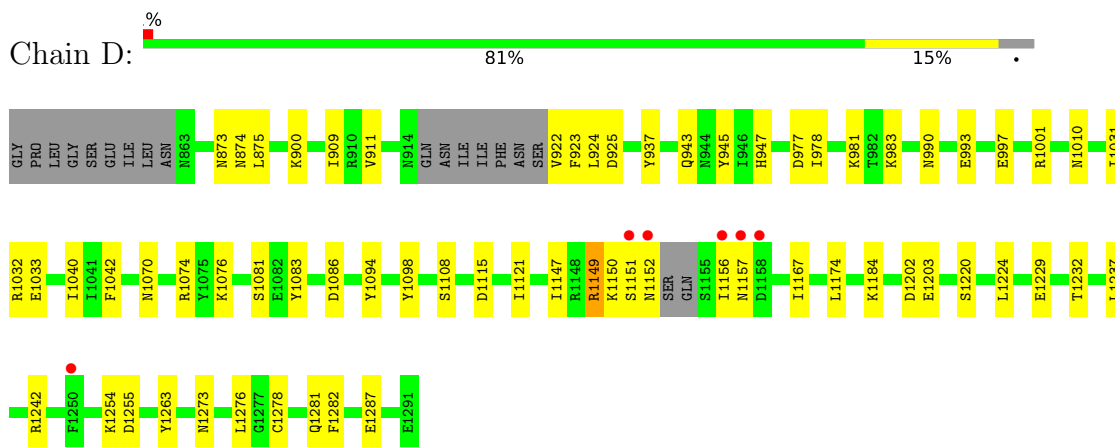 .%
Chain D:
81% 15% •
GLY PRO LEU GLY SER GLU ILE LEU ASN N863 N873 N874 L875 K900 I909 R910 V911 N914 GLN ASN ILE ILE PHE ASN SER V922 F923 L924 D925 Y937 Q943 N944 Y945 I946 H947 D977 I978 K981 T982 K983 N990 E993 E997 R1001 N1010 I1031
R1032 E1033 I1040 I1041 F1042 N1070 R1074 Y1075 K1076 S1081 E1082 Y1083 D1086 Y1094 Y1098 S1108 D1115 I1121 I1147 R1148 R1149 K1150 S1151 N1152 SER GLN S1155 I1156 N1157 D1158 I1167 L1174 K1184 D1202 E1203 S1220 L1224 E1229 T1232 L1237
R1242 F1250 K1254 D1255 Y1263 N1273 L1276 G1277 C1278 Q1281 F1282 E1287 E1291